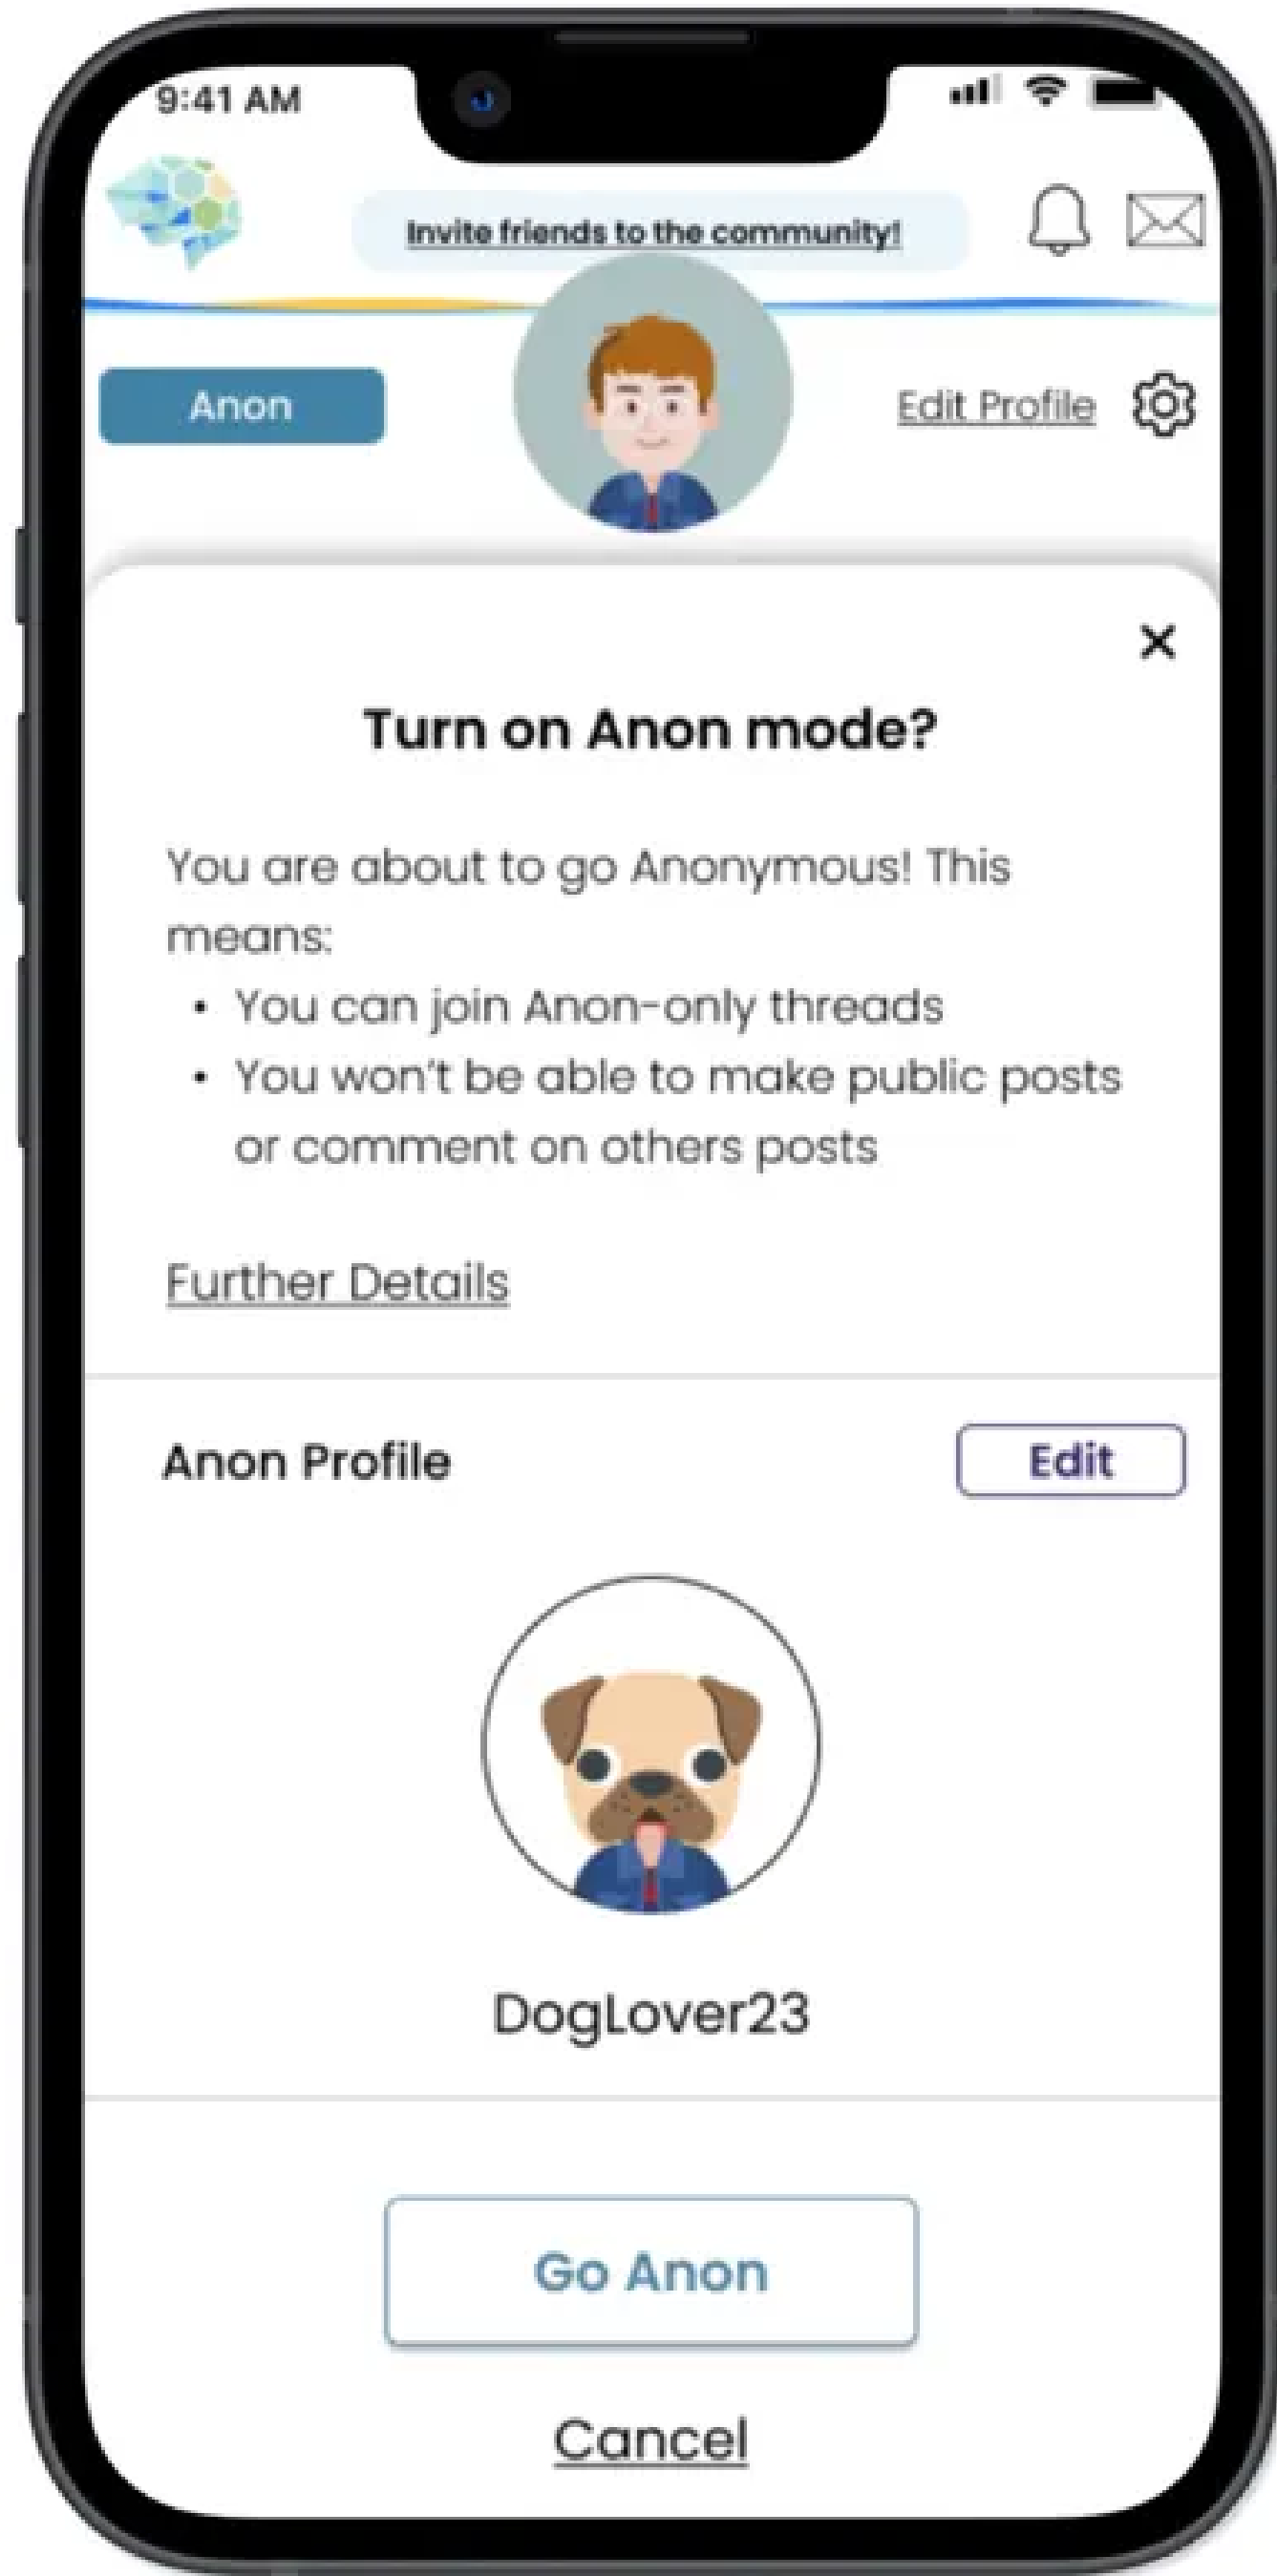 9:41 AM
Invite friends to the community!
Anon
Edit Profile
Turn on Anon mode?
You are about to go Anonymous! This
means:
• You can join Anon-only threads
• You won't be able to make public posts
or comment on others posts
Further Details
Anon Profile
Edit
DogLover23
Go Anon
Cancel